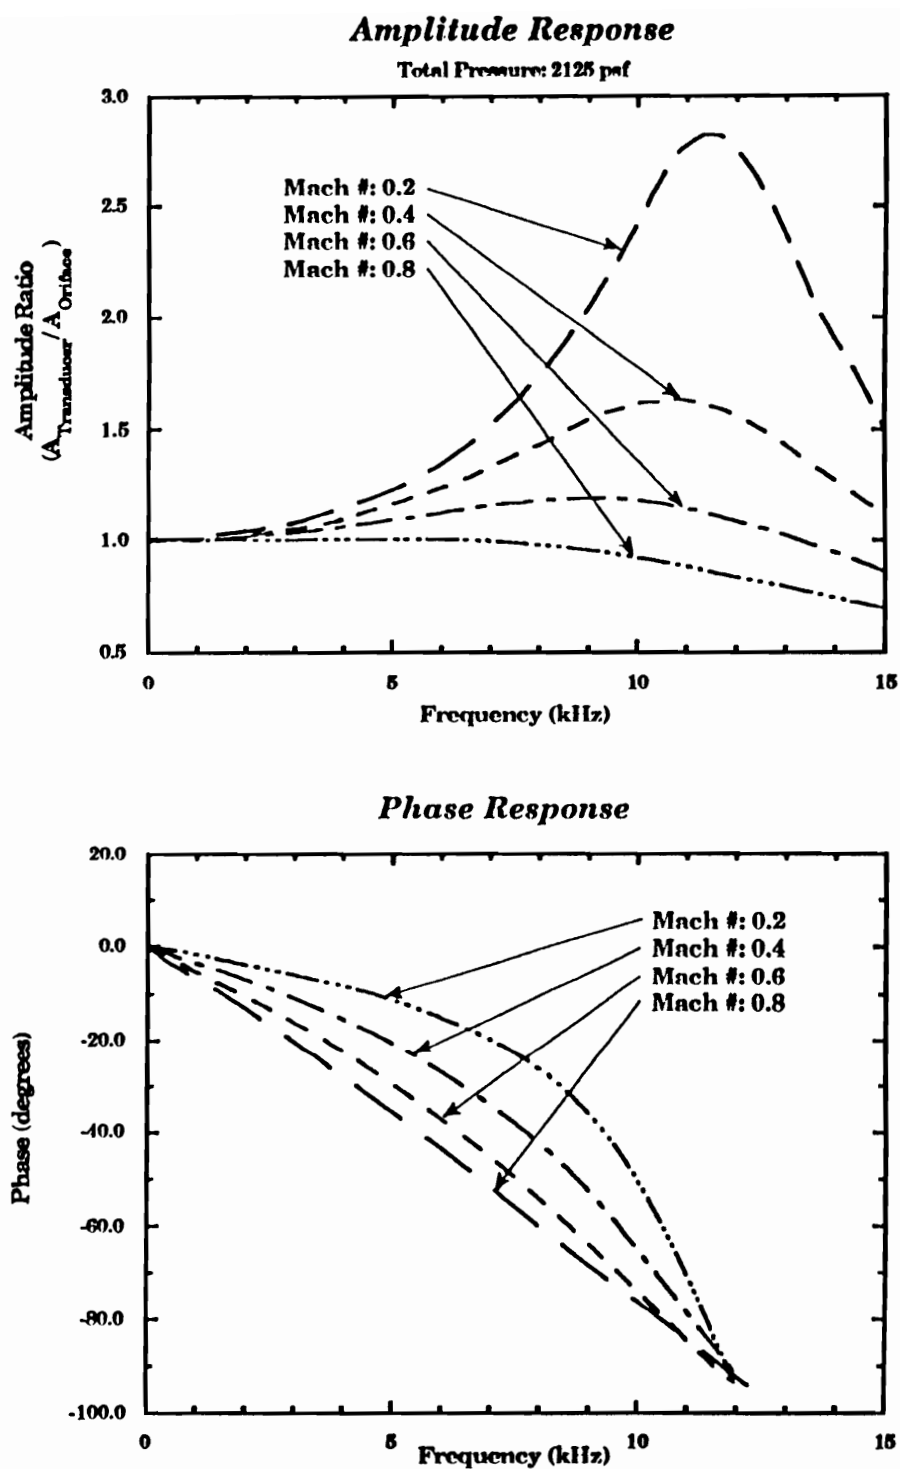 Amplitude Response
Total Pressure: 2125 psf
3.0
2.5
2.0
1.5
1.0
0.5
Amplitude Ratio
(A Transducer / A Oriface)
Mach #: 0.2
Mach #: 0.4
Mach #: 0.6
Mach #: 0.8
0 5 10 15
Frequency (kHz)
Phase Response
20.0
0.0
-20.0
-40.0
-60.0
-80.0
-100.0
Phase (degrees)
Mach #: 0.2
Mach #: 0.4
Mach #: 0.6
Mach #: 0.8
0 5 10 15
Frequency (kHz)